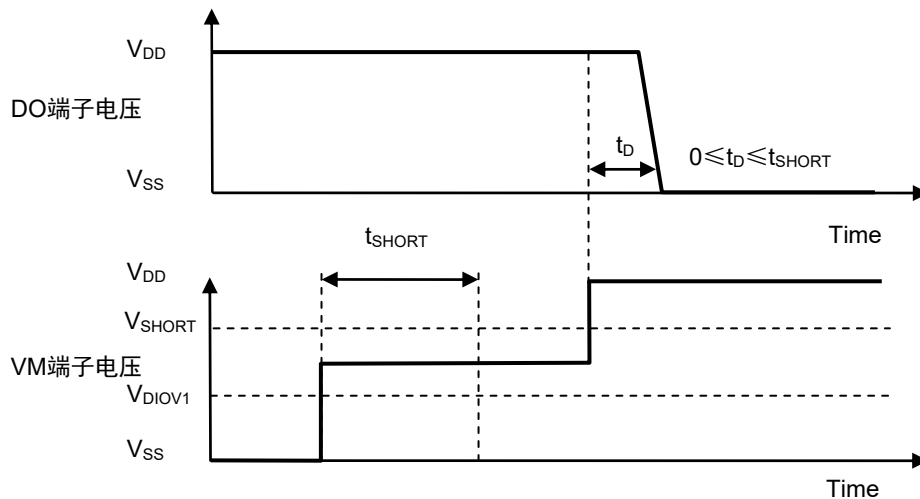 VDD
DO端子电压
tD
0≤tD≤tSHORT
VSS
Time
tSHORT
VDD
VSHORT
VM端子电压
VDIOV1
VSS
Time